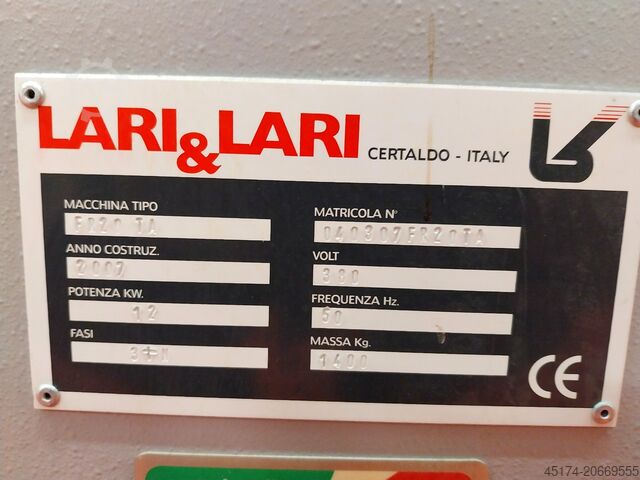 LARI&LARI CERTALDO - ITALY
MACCHINA TIPO
FR20 TA
ANNO COSTRUZ.
2007
POTENZA KW.
12
FASI
3+N
MATRICOLA N°
040307FR20TA
VOLT
380
FREQUENZA Hz.
50
MASSA Kg.
1400
CE
45174-20669555